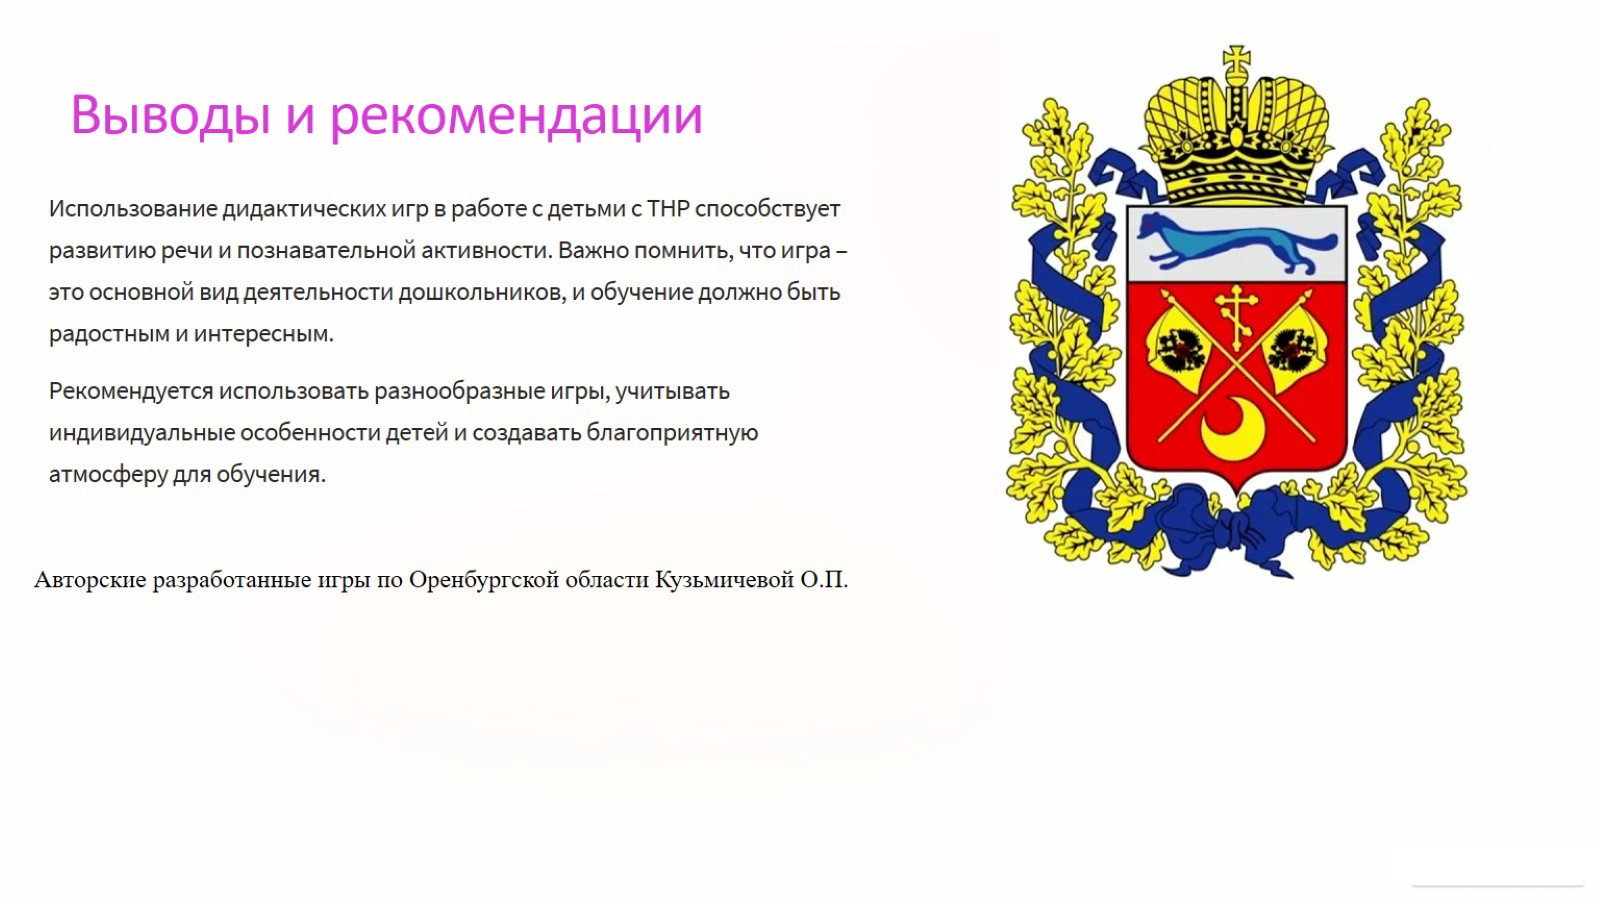 Выводы и рекомендации
Использование дидактических игр в работе с детьми с ТНР способствует
развитию речи и познавательной активности. Важно помнить, что игра –
это основной вид деятельности дошкольников, и обучение должно быть
радостным и интересным.
Рекомендуется использовать разнообразные игры, учитывать
индивидуальные особенности детей и создавать благоприятную
атмосферу для обучения.
Авторские разработанные игры по Оренбургской области Кузьмичевой О.П.